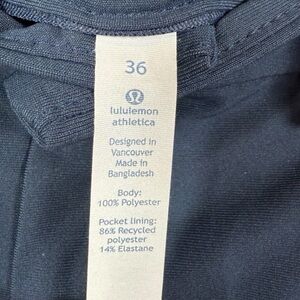 36
lululemon
athletica
Designed in
Vancouver
Made in
Bangladesh
Body:
100% Polyester
Pocket lining:
86% Recycled
polyester
14% Elastane